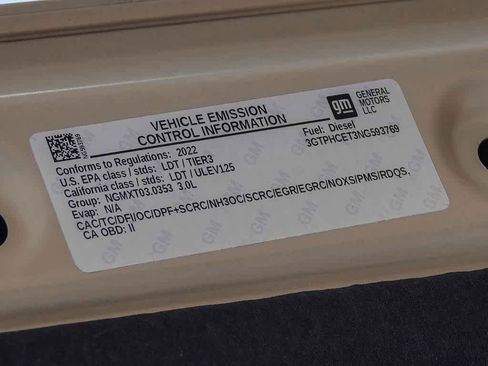 VEHICLE EMISSION
CONTROL INFORMATION
gm
GENERAL
MOTORS
LLC
Conforms to Regulations: 2022
U.S. EPA class / stds: LDT / TIER3
California class / stds: LDT / ULEV125
Group: NGMXT03.0353 3.0L
Evap: N/A
Fuel: Diesel
3GTPHCET3NG593769
CAC/TC/DFI/OC/DPF+SCRC/NH3OC/SCRC/EGR/EGRC/NOXS/PMS/RDQS,
CA OBD: II